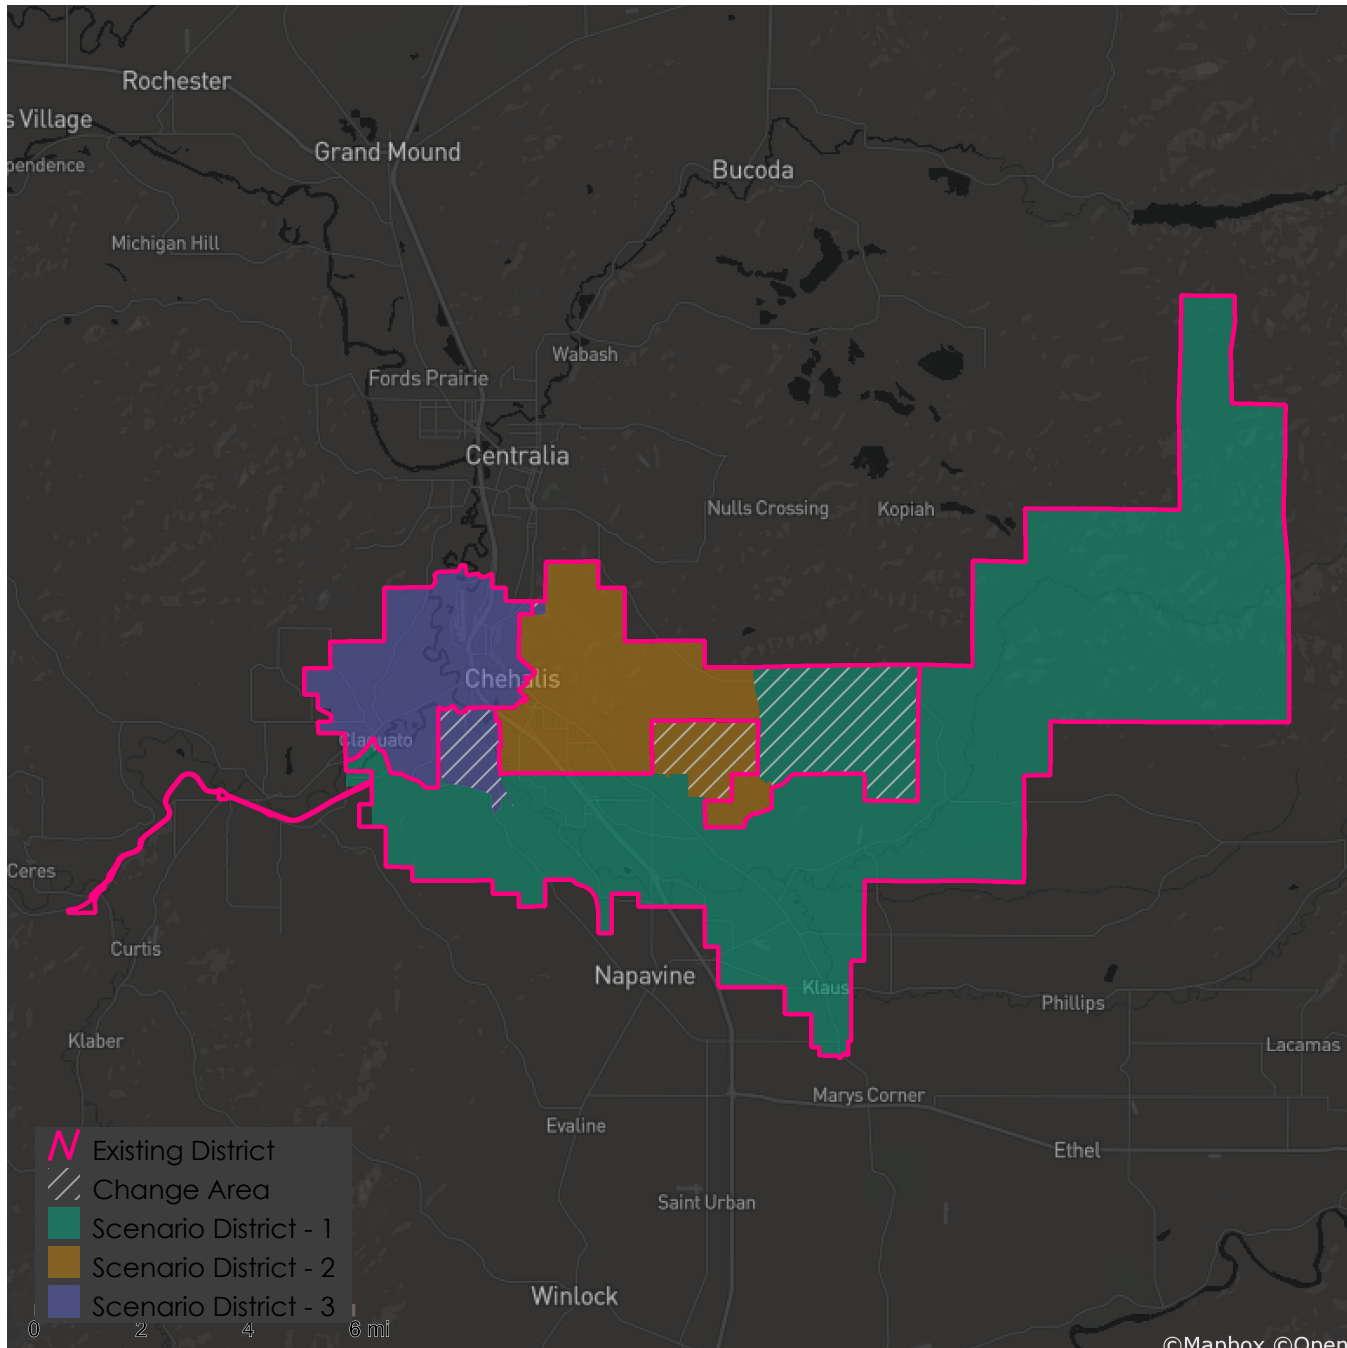 Rochester
s Village
Grand Mound
pendence
Bucoda
Michigan Hill
Wabash
Fords Prairie
Centralia
Nulls Crossing
Kopiah
Chehalis
Claquato
Ceres
Curtis
Napavine
Klaus
Phillips
Klaber
Lacamas
Marys Corner
Evaline
Ethel
Saint Urban
Winlock
Existing District
Change Area
Scenario District - 1
Scenario District - 2
Scenario District - 3
0 2 4 6 mi
©Mapbox ©Open